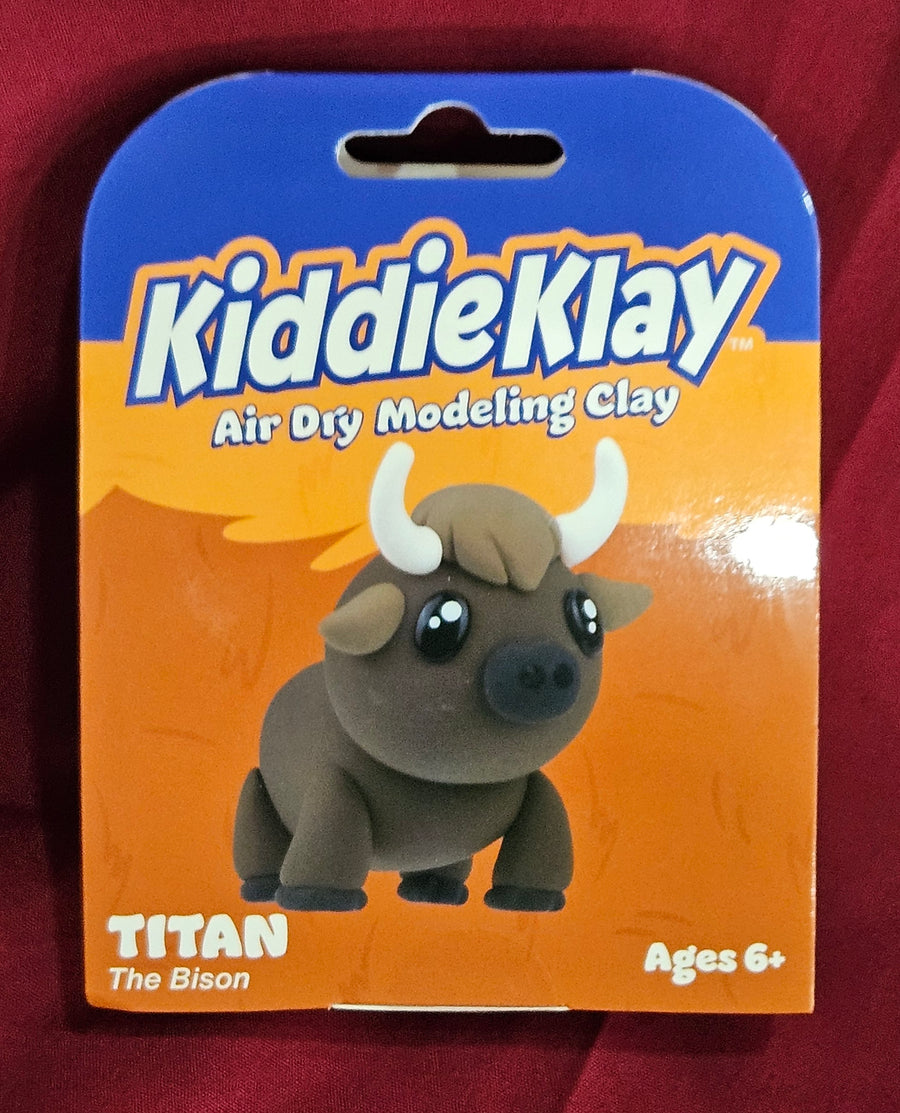 KiddieKlay™
Air Dry Modeling Clay
TITAN
The Bison
Ages 6+